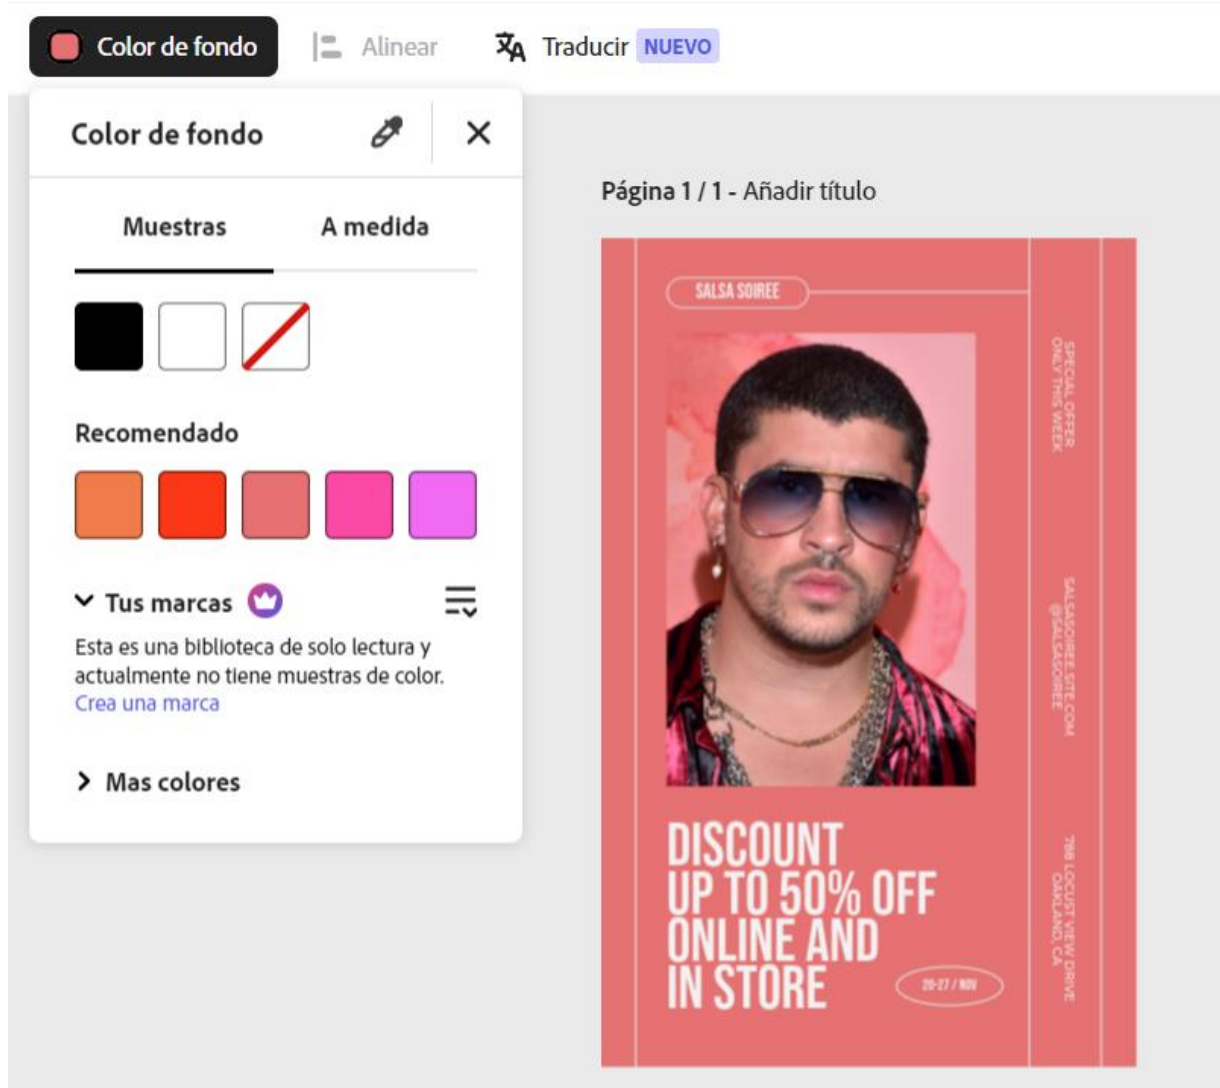 Color de fondo
Alinear
Traducir NUEVO
Color de fondo
Muestras A medida
Recomendado
Tus marcas
Esta es una biblioteca de solo lectura y
actualmente no tiene muestras de color.
Crea una marca
Mas colores
Página 1 / 1 - Añadir título
SALSA SOIREE
SPECIAL OFFER
ONLY THIS WEEK
SALSASOIREE.SITE.COM
@SALSASOIREE
788 LOCUST VIEW DRIVE
OAKLAND, CA
DISCOUNT
UP TO 50% OFF
ONLINE AND
IN STORE
20-27 / NOV